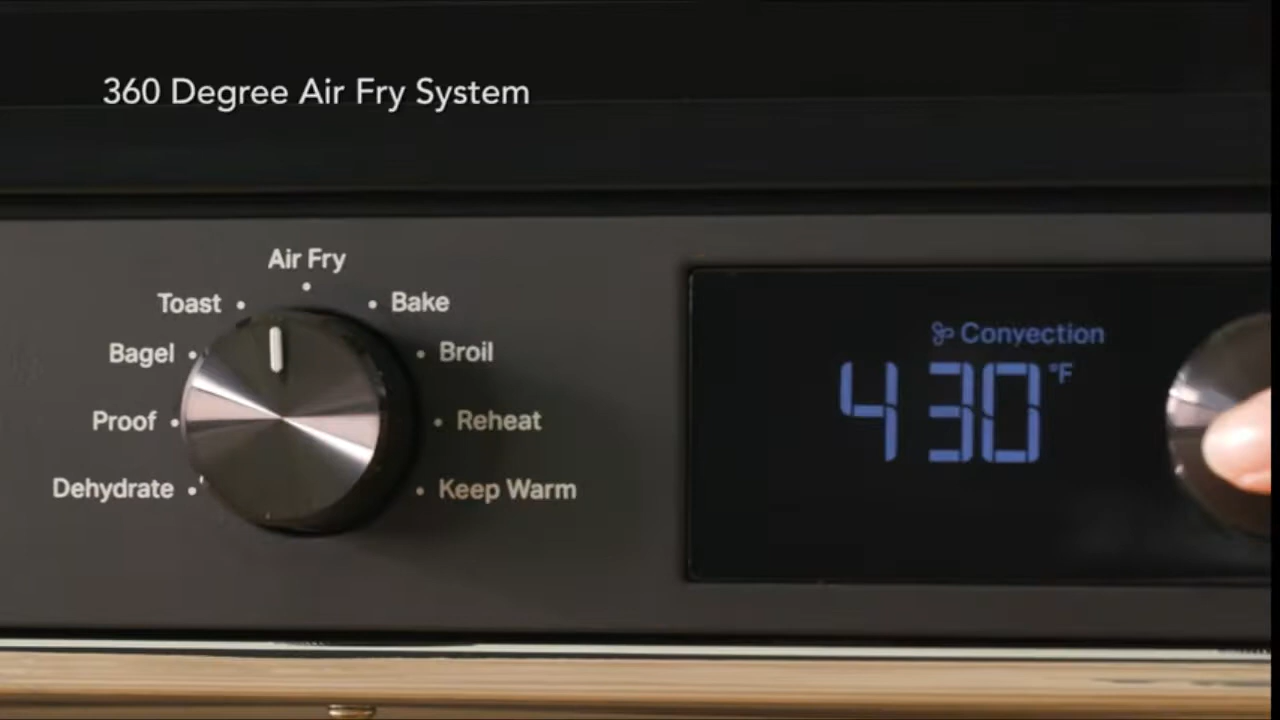 360 Degree Air Fry System
Air Fry
Toast
Bake
Bagel
Broil
Proof
Reheat
Dehydrate
Keep Warm
Convection
430 °F